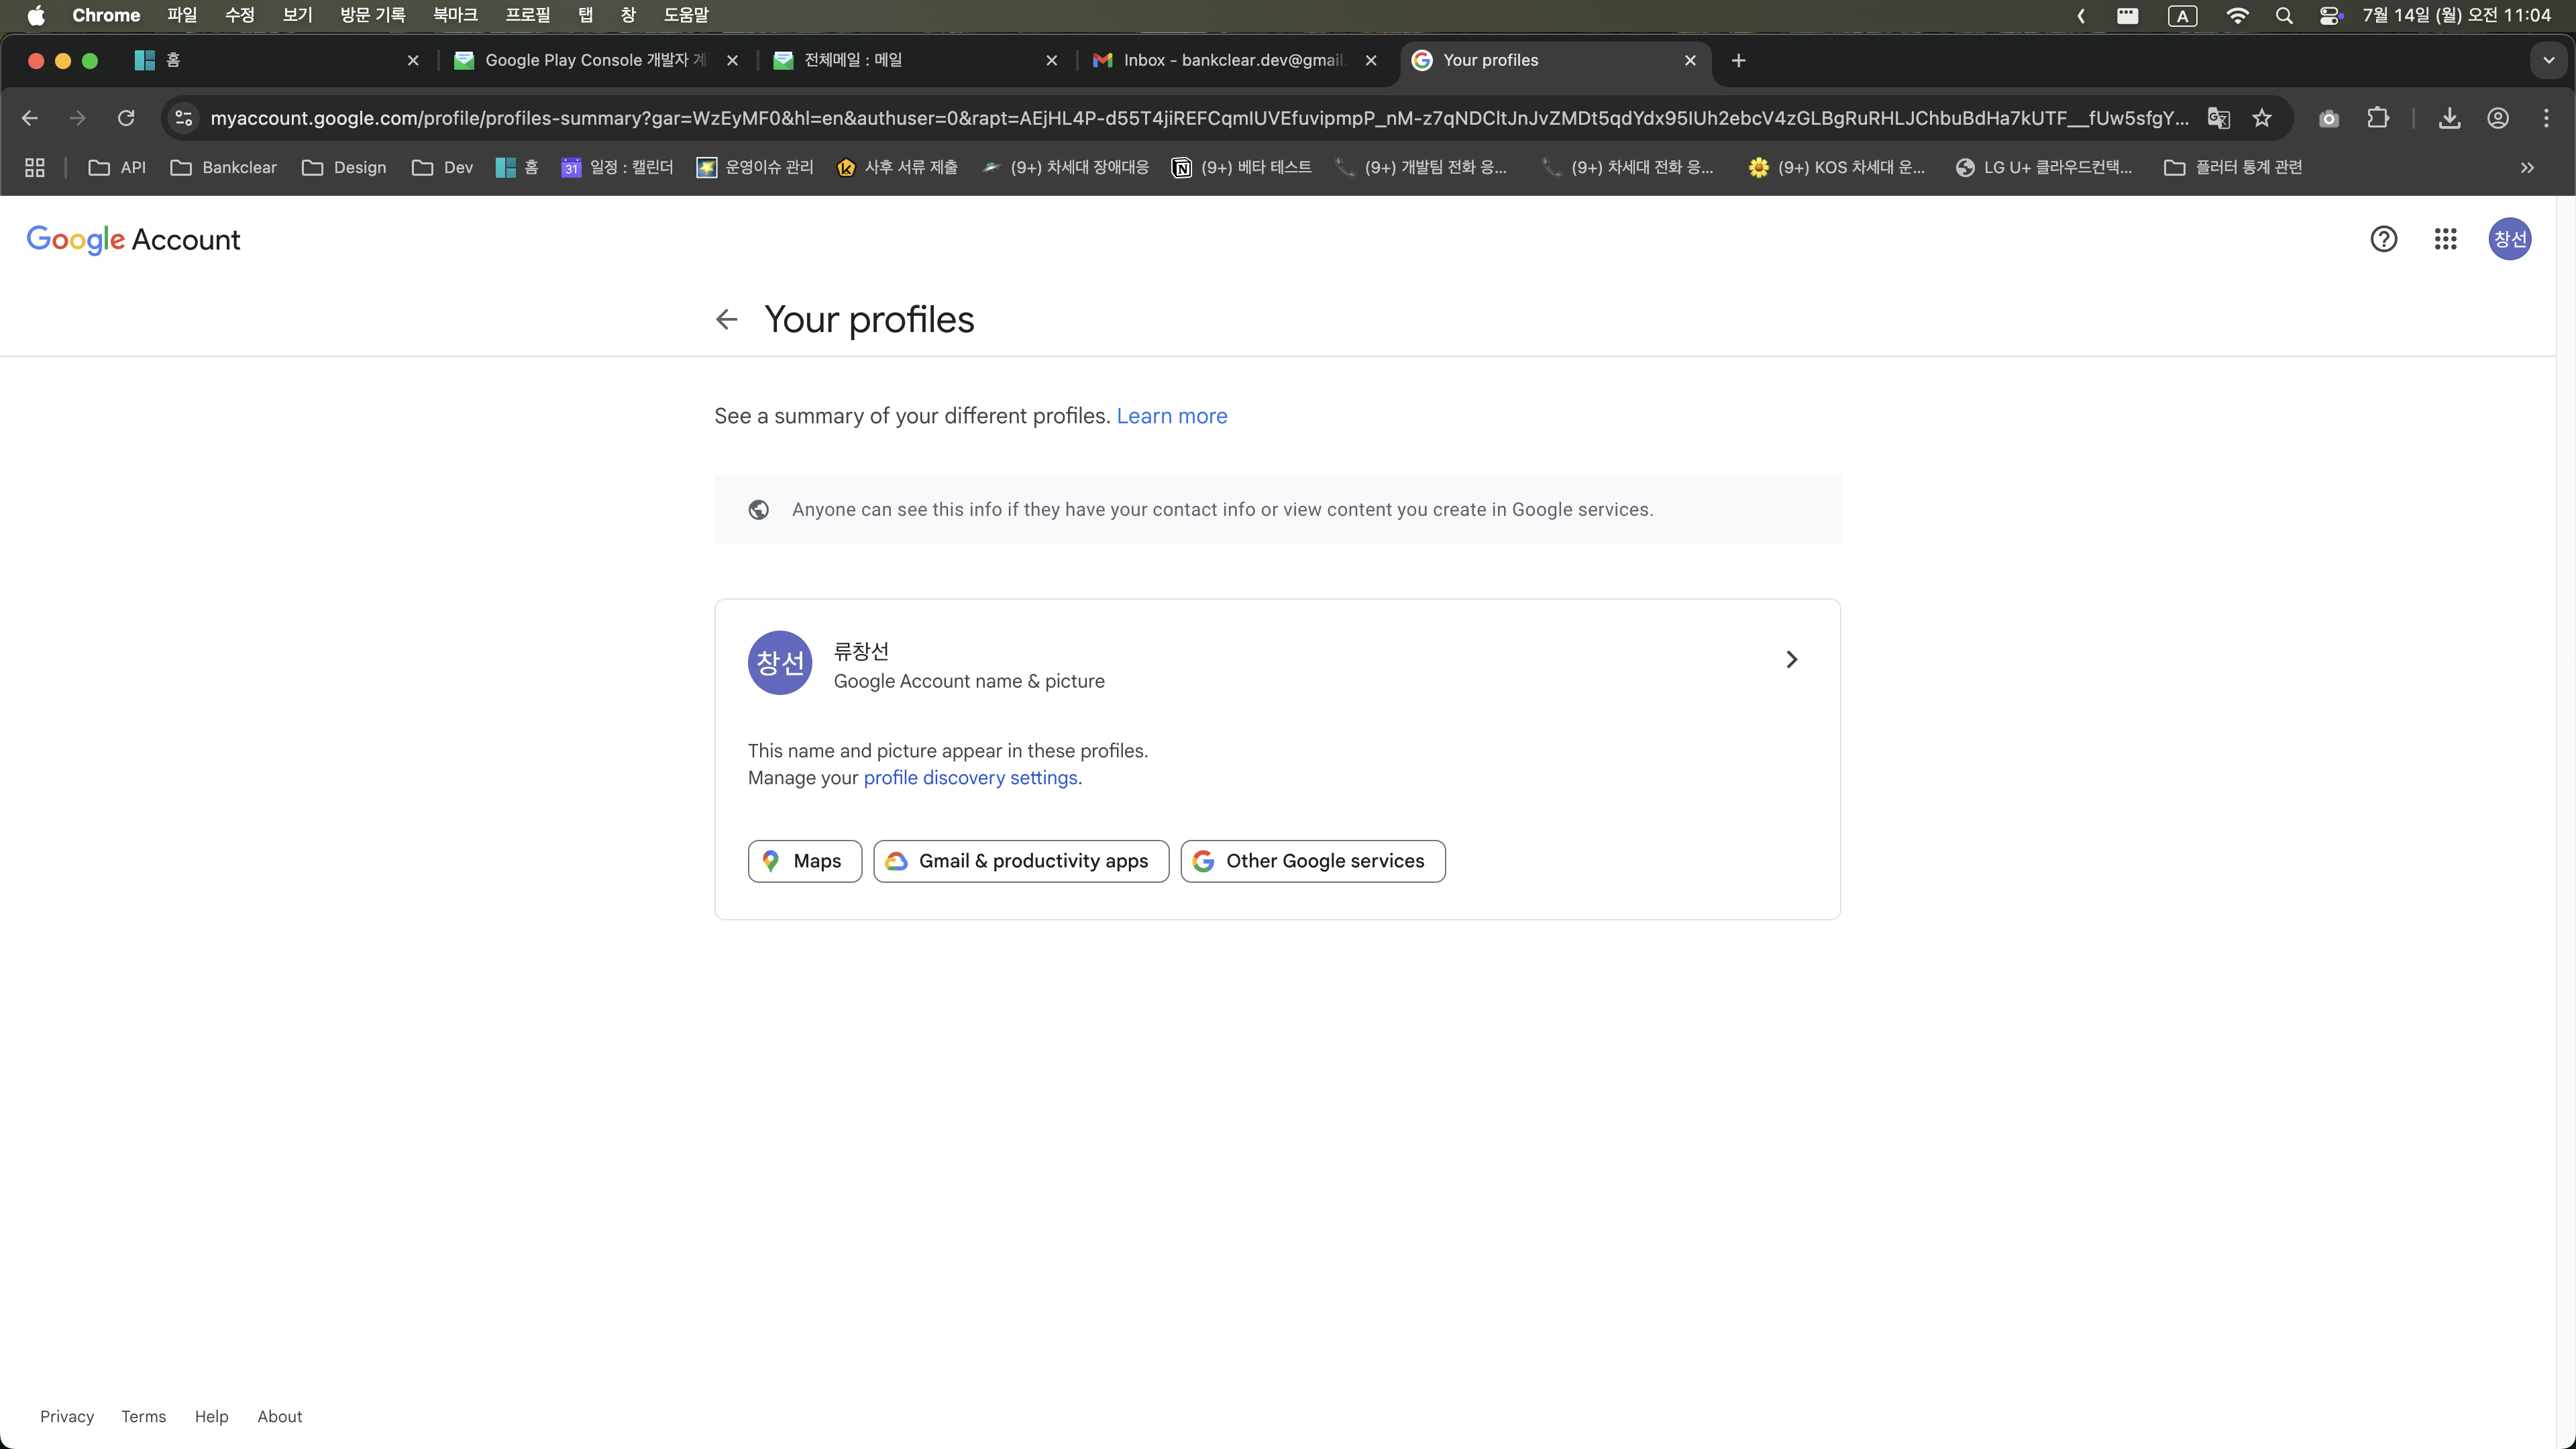 Chrome 파일 수정 보기 방문 기록 북마크 프로필 탭 창 도움말 A 7월 14일 (월) 오전 11:04
홈 Google Play Console 개발자 계 전체메일 : 메일 Inbox - bankclear.dev@gmail. Your profiles
myaccount.google.com/profile/profiles-summary?gar=WzEyMF0&hl=en&authuser=0&rapt=
API Bankclear Design Dev 홈 31 일정 : 캘린더 운영이슈 관리 사후 서류 제출 (9+) 차세대 장애대응 (9+) 베타 테스트 (9+) 개발팀 전화 응... (9+) 차세대 전화 응... (9+) KOS 차세대 운... LG U+ 클라우드컨택... 플러터 통계 관련
Google Account 창선
Your profiles
See a summary of your different profiles. Learn more
Anyone can see this info if they have your contact info or view content you create in Google services.
창선 류창선
Google Account name & picture
This name and picture appear in these profiles.
Manage your profile discovery settings.
Maps Gmail & productivity apps Other Google services
Privacy Terms Help About